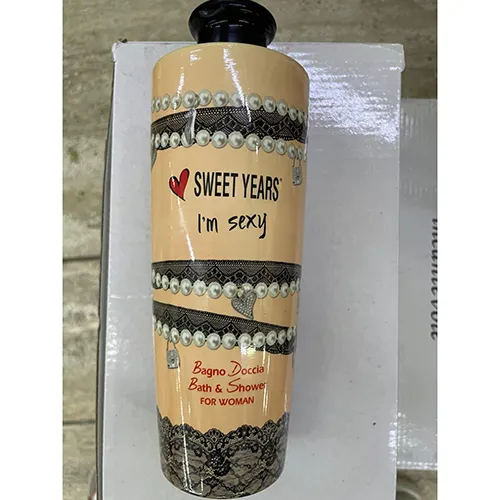 SWEET YEARS
I'm sexy
Bagno Doccia
Bath & Shower
FOR WOMAN